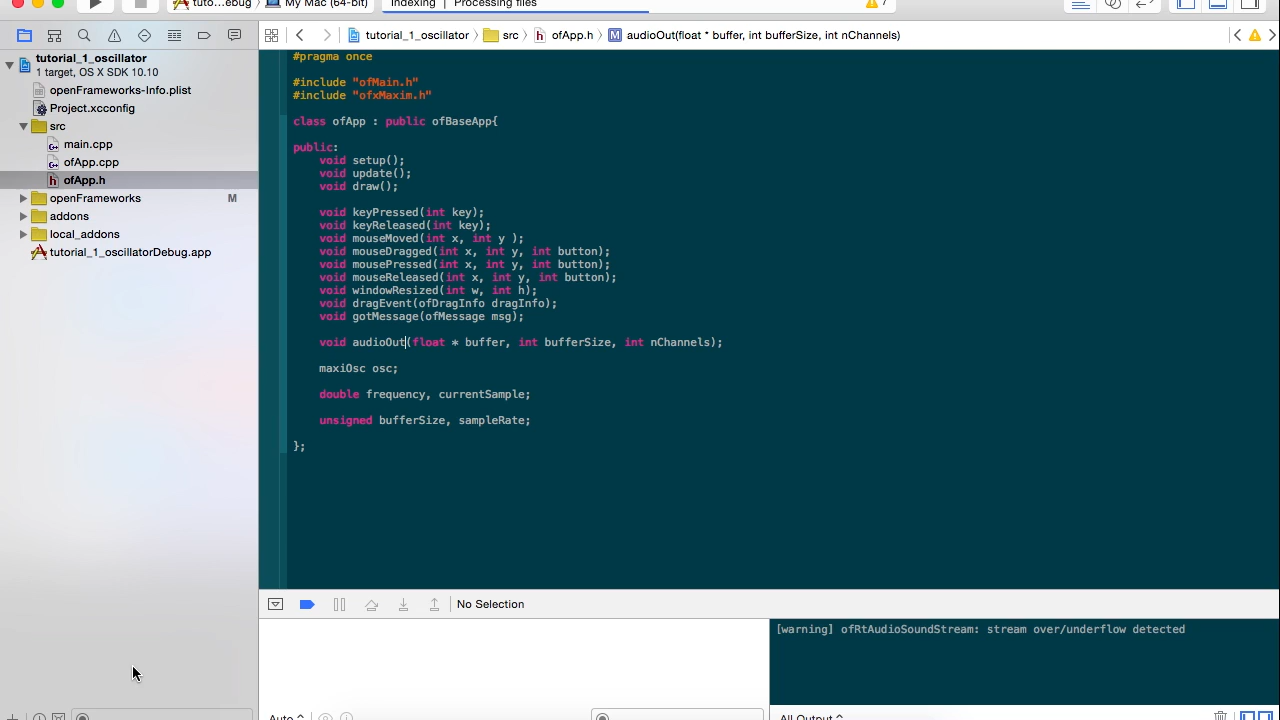 tuto...ebug
My Mac (64-bit)
Indexing | Processing files
tutorial_1_oscillator
src
ofApp.h
audioOut(float * buffer, int bufferSize, int nChannels)
tutorial_1_oscillator
1 target, OS X SDK 10.10
openFrameworks-Info.plist
Project.xcconfig
src
main.cpp
ofApp.cpp
ofApp.h
openFrameworks M
addons
local_addons
tutorial_1_oscillatorDebug.app
#pragma once
#include "ofMain.h"
#include "ofxMaxim.h"
class ofApp : public ofBaseApp{
public:
void setup();
void update();
void draw();
void keyPressed(int key);
void keyReleased(int key);
void mouseMoved(int x, int y );
void mouseDragged(int x, int y, int button);
void mousePressed(int x, int y, int button);
void mouseReleased(int x, int y, int button);
void windowResized(int w, int h);
void dragEvent(ofDragInfo dragInfo);
void gotMessage(ofMessage msg);
void audioOut(float * buffer, int bufferSize, int nChannels);
maxiOsc osc;
double frequency, currentSample;
unsigned bufferSize, sampleRate;
};
No Selection
[warning] ofRtAudioSoundStream: stream over/underflow detected
Auto
All Output